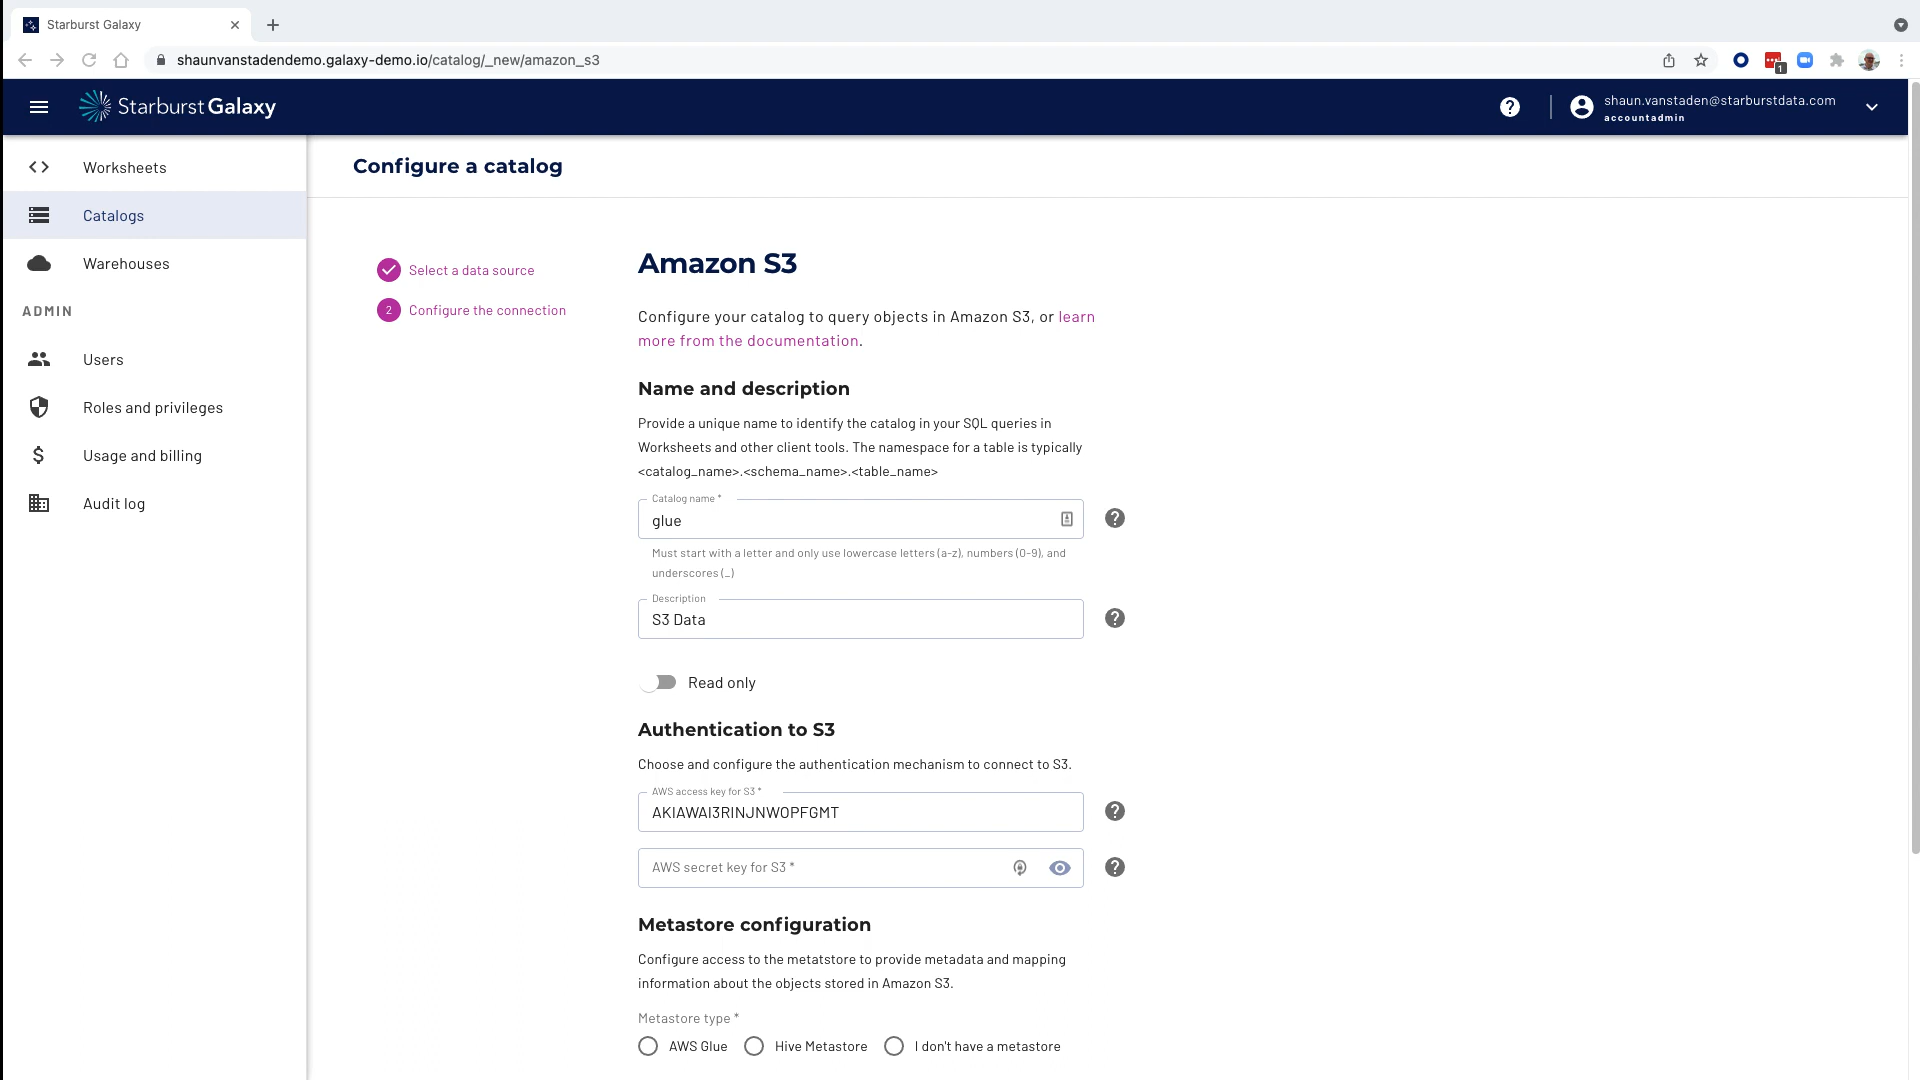 Starburst Galaxy
shaunvanstadendemo.galaxy-demo.io/catalog/_new/amazon_s3
1
Starburst Galaxy
shaun.vanstaden@starburstdata.com
accountadmin
Worksheets
Catalogs
Warehouses
ADMIN
Users
Roles and privileges
Usage and billing
Audit log
Configure a catalog
Select a data source
2 Configure the connection
Amazon S3
Configure your catalog to query objects in Amazon S3, or learn
more from the documentation.
Name and description
Provide a unique name to identify the catalog in your SQL queries in
Worksheets and other client tools. The namespace for a table is typically
<catalog_name>.<schema_name>.<table_name>
Catalog name *
glue
Must start with a letter and only use lowercase letters (a-z), numbers (0-9), and
underscores (_)
Description
S3 Data
Read only
Authentication to S3
Choose and configure the authentication mechanism to connect to S3.
AWS access key for S3 *
AKIAWAI3RINJNWOPFGMT
AWS secret key for S3 *
Metastore configuration
Configure access to the metatstore to provide metadata and mapping
information about the objects stored in Amazon S3.
Metastore type *
AWS Glue
Hive Metastore
I don't have a metastore